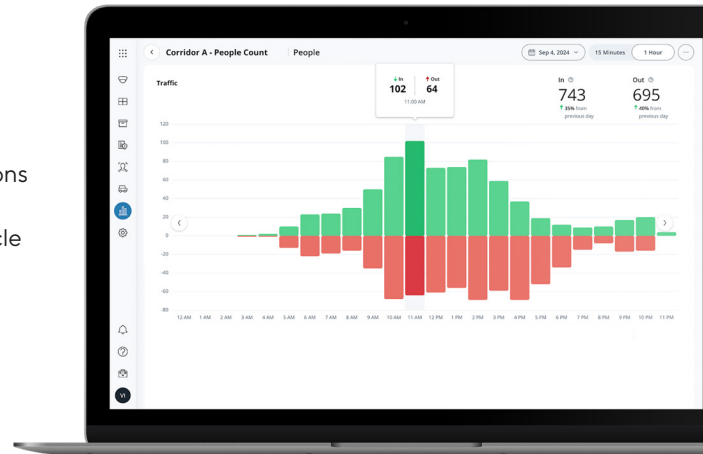 ons
cle
Corridor A - People Count
People
Sep 4, 2024
15 Minutes
1 Hour
Traffic
In
Out
102
64
11:00 AM
In
Out
743
695
35% from
previous day
40% from
previous day
120
100
80
60
40
20
0
-20
-40
-60
-80
12 AM 1 AM 2 AM 3 AM 4 AM 5 AM 6 AM 7 AM 8 AM 9 AM 10 AM 11 AM 12 PM 1 PM 2 PM 3 PM 4 PM 5 PM 6 PM 7 PM 8 PM 9 PM 10 PM 11 PM
VI